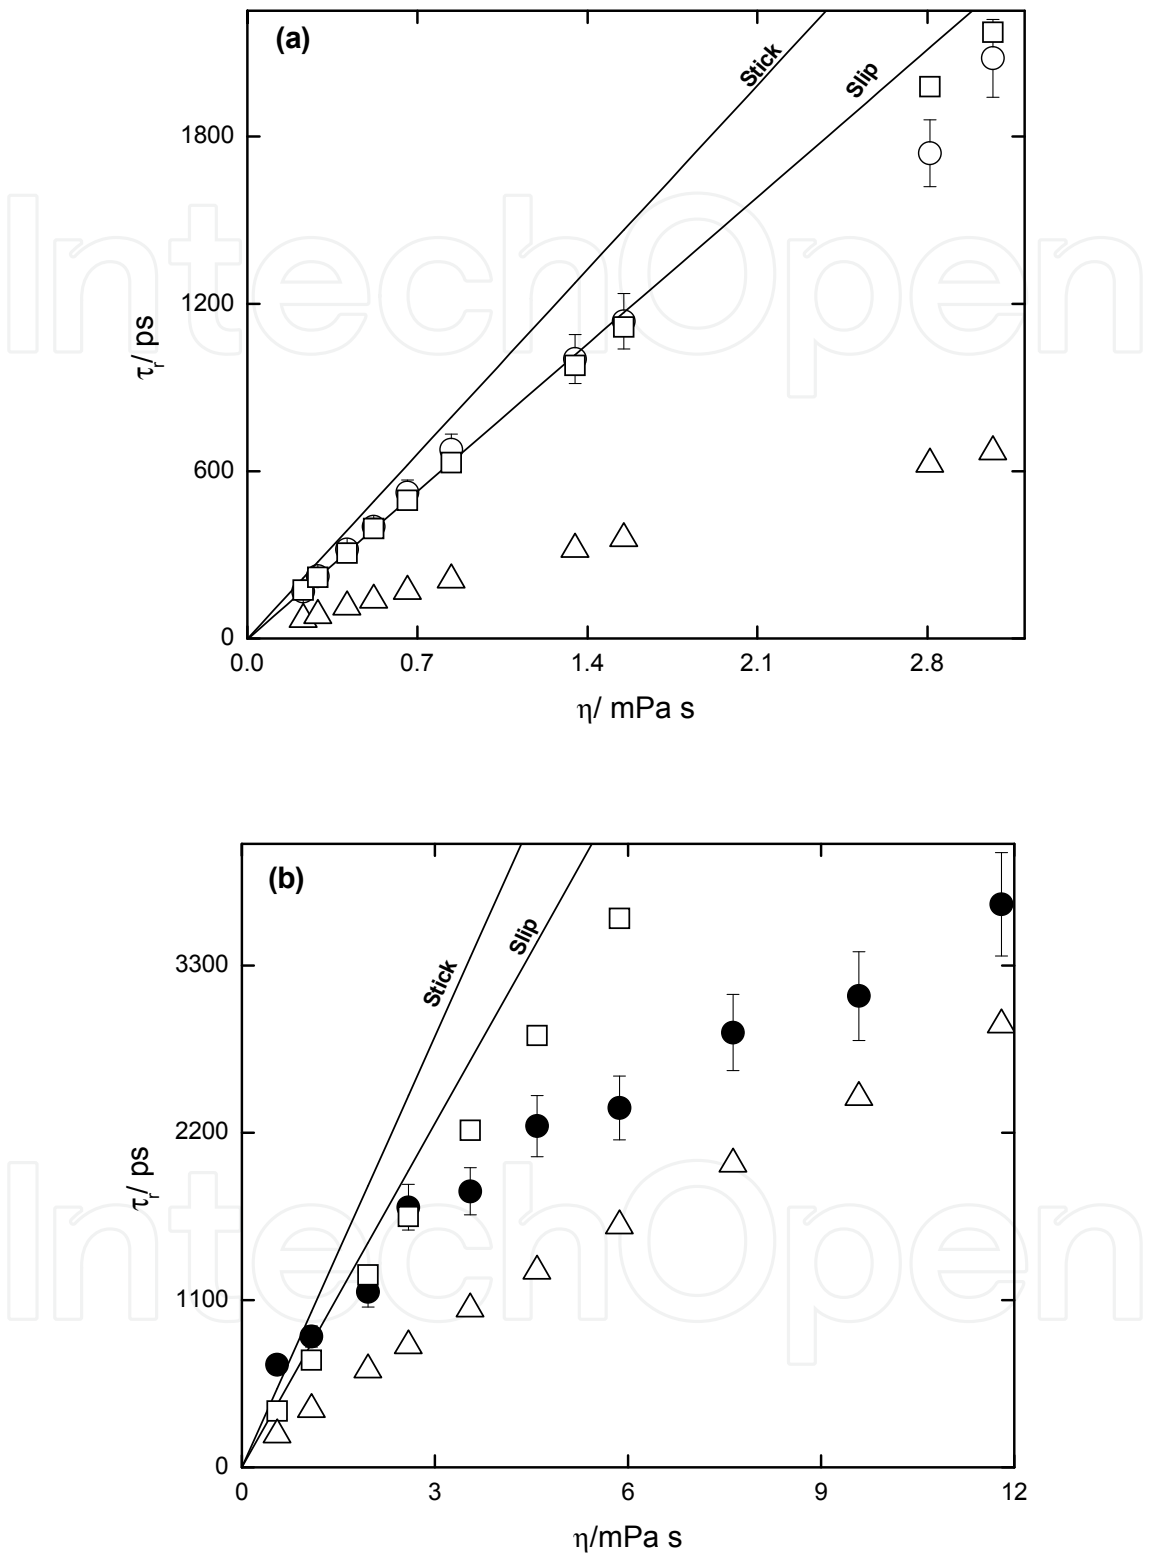 (a)
Stick
Slip
1800
1200
600
0
τr/ ps
0.0 0.7 1.4 2.1 2.8
η/ mPa s
(b)
Stick
Slip
3300
2200
1100
0
τr/ ps
0 3 6 9 12
η/mPa s
IntechOpen
IntechOpen